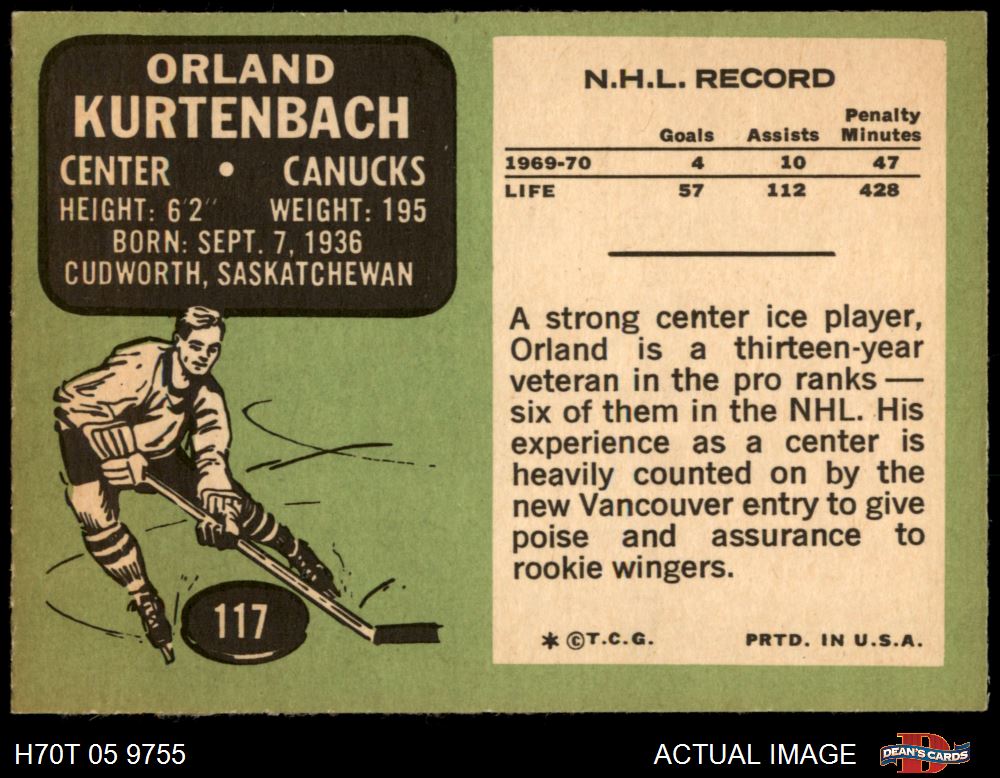 ORLAND
KURTENBACH
CENTER • CANUCKS
HEIGHT: 6'2" WEIGHT: 195
BORN: SEPT. 7, 1936
CUDWORTH, SASKATCHEWAN
117
N.H.L. RECORD
Goals Assists Penalty Minutes
1969-70 4 10 47
LIFE 57 112 428
A strong center ice player,
Orland is a thirteen-year
veteran in the pro ranks —
six of them in the NHL. His
experience as a center is
heavily counted on by the
new Vancouver entry to give
poise and assurance to
rookie wingers.
* ©T.C.G. PRTD. IN U.S.A.
H70T 05 9755 ACTUAL IMAGE D DEAN'S CARDS